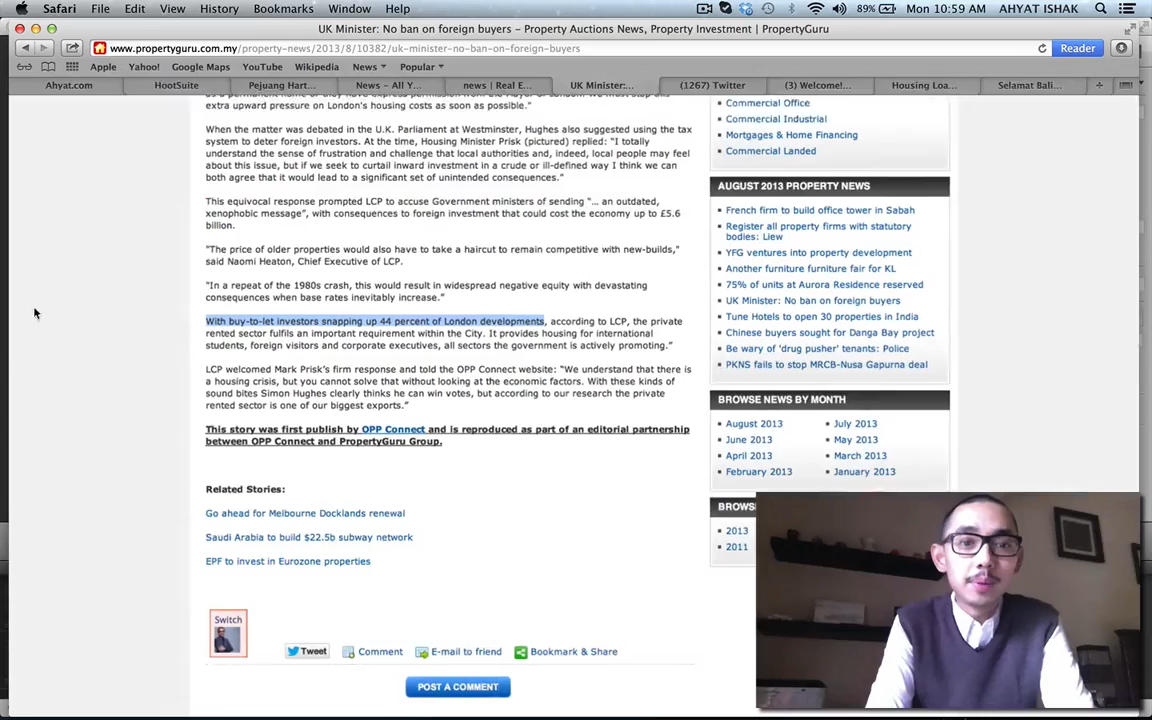 Safari File Edit View History Bookmarks Window Help 89% Mon 10:59 AM AHYAT ISHAK
UK Minister: No ban on foreign buyers – Property Auctions News, Property Investment | PropertyGuru
www.propertyguru.com.my/property-news/2013/8/10382/uk-minister-no-ban-on-foreign-buyers Reader
Apple Yahoo! Google Maps YouTube Wikipedia News Popular
Ahyat.com HootSuite Pejuang Hart... News – All Y... news | Real E... UK Minister:... (1267) Twitter (3) Welcome!... Housing Loa... Selamat Bali...
extra upward pressure on London's housing costs as soon as possible."
When the matter was debated in the U.K. Parliament at Westminster, Hughes also suggested using the tax
system to deter foreign investors. At the time, Housing Minister Prisk (pictured) replied: "I totally
understand the sense of frustration and challenge that local authorities and, indeed, local people may feel
about this issue, but if we seek to curtail inward investment in a crude or ill-defined way I think we can
both agree that it would lead to a significant set of unintended consequences."
This equivocal response prompted LCP to accuse Government ministers of sending "... an outdated,
xenophobic message", with consequences to foreign investment that could cost the economy up to £5.6
billion.
"The price of older properties would also have to take a haircut to remain competitive with new-builds,"
said Naomi Heaton, Chief Executive of LCP.
"In a repeat of the 1980s crash, this would result in widespread negative equity with devastating
consequences when base rates inevitably increase."
With buy-to-let investors snapping up 44 percent of London developments, according to LCP, the private
rented sector fulfils an important requirement within the City. It provides housing for international
students, foreign visitors and corporate executives, all sectors the government is actively promoting."
LCP welcomed Mark Prisk's firm response and told the OPP Connect website: "We understand that there is
a housing crisis, but you cannot solve that without looking at the economic factors. With these kinds of
sound bites Simon Hughes clearly thinks he can win votes, but according to our research the private
rented sector is one of our biggest exports."
This story was first publish by OPP Connect and is reproduced as part of an editorial partnership
between OPP Connect and PropertyGuru Group.
Related Stories:
Go ahead for Melbourne Docklands renewal
Saudi Arabia to build $22.5b subway network
EPF to invest in Eurozone properties
Switch
Tweet Comment E-mail to friend Bookmark & Share
POST A COMMENT
Commercial Office
Commercial Industrial
Mortgages & Home Financing
Commercial Landed
AUGUST 2013 PROPERTY NEWS
French firm to build office tower in Sabah
Register all property firms with statutory
bodies: Liew
YFG ventures into property development
Another furniture furniture fair for KL
75% of units at Aurora Residence reserved
UK Minister: No ban on foreign buyers
Tune Hotels to open 30 properties in India
Chinese buyers sought for Danga Bay project
Be wary of 'drug pusher' tenants: Police
PKNS fails to stop MRCB-Nusa Gapurna deal
BROWSE NEWS BY MONTH
August 2013 July 2013
June 2013 May 2013
April 2013 March 2013
February 2013 January 2013
BROWS
2013
2011